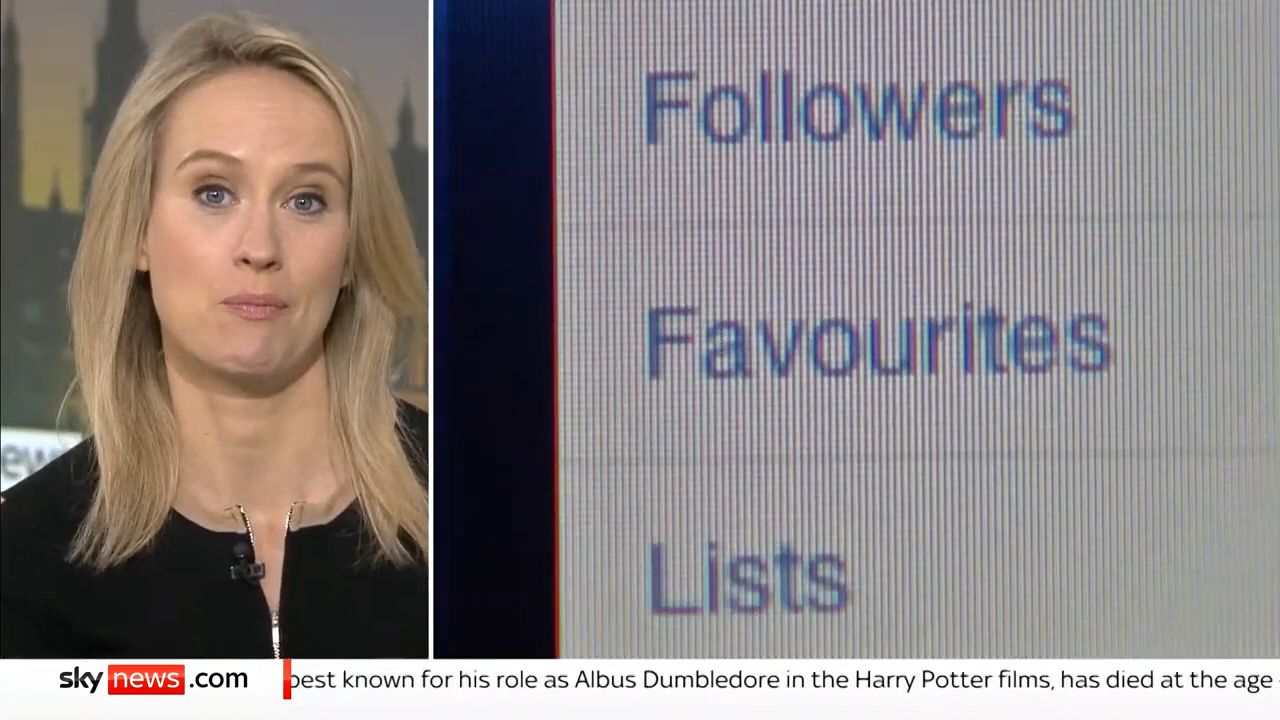 Followers
Favourites
Lists
ew
sky news.com
best known for his role as Albus Dumbledore in the Harry Potter films, has died at the age